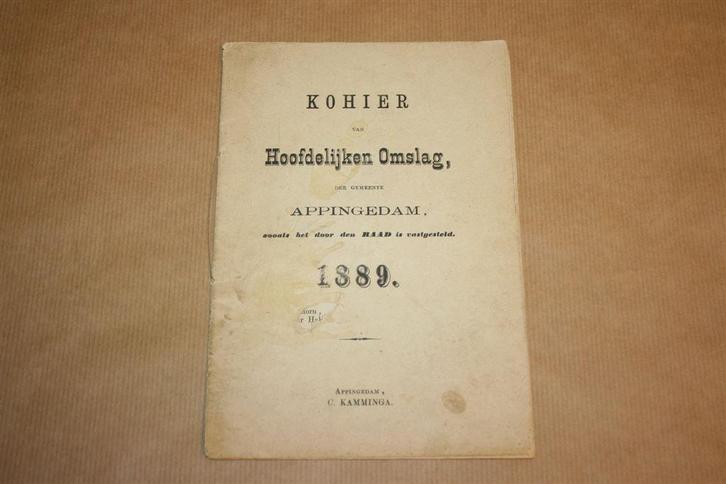 KOHIER
VAN
Hoofdelijken Omslag,
DER GEMEENTE
APPINGEDAM,
zooals het door den RAAD is vastgesteld.
1889.
APPINGEDAM,
C. KAMMINGA.